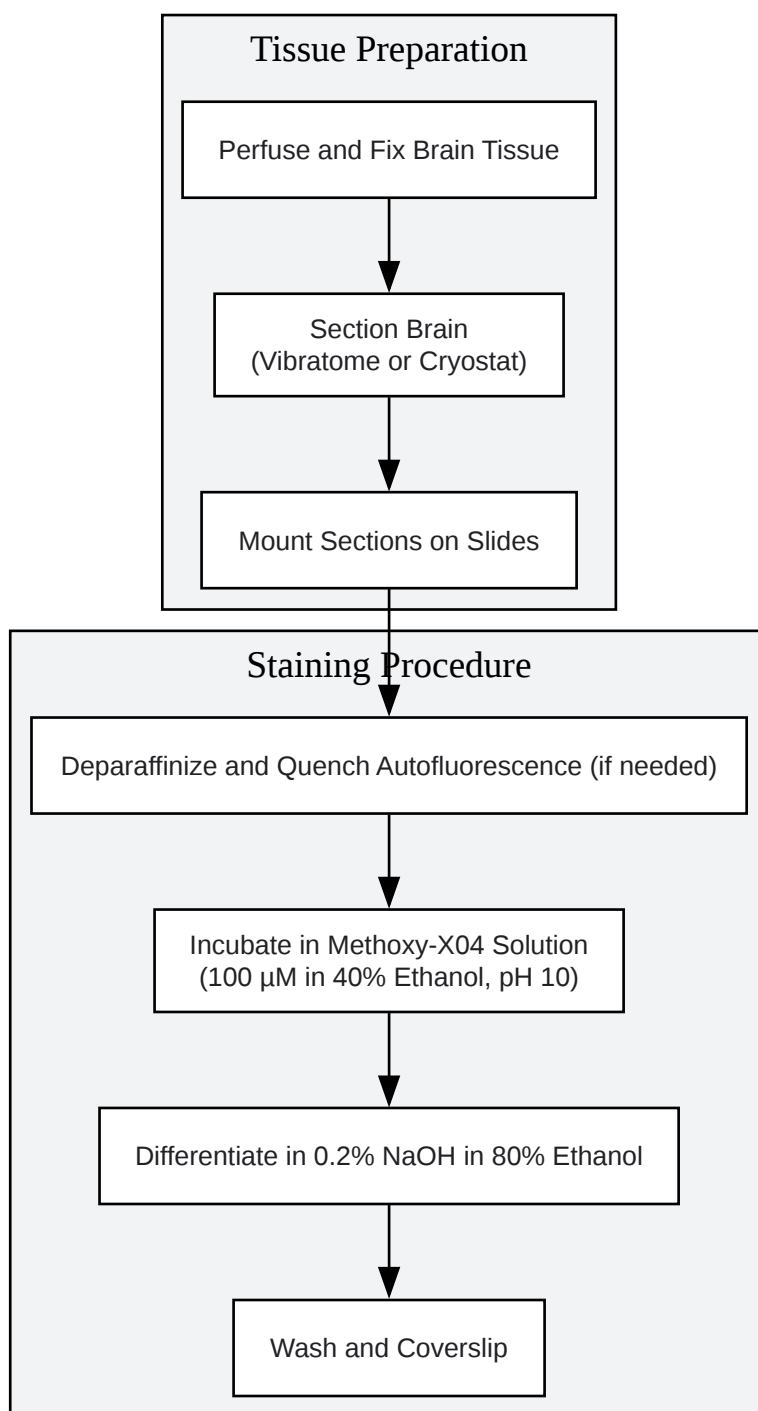 Tissue Preparation
Perfuse and Fix Brain Tissue
Section Brain
(Vibratome or Cryostat)
Mount Sections on Slides
Staining Procedure
Deparaffinize and Quench Autofluorescence (if needed)
Incubate in Methoxy-X04 Solution
(100 µM in 40% Ethanol, pH 10)
Differentiate in 0.2% NaOH in 80% Ethanol
Wash and Coverslip